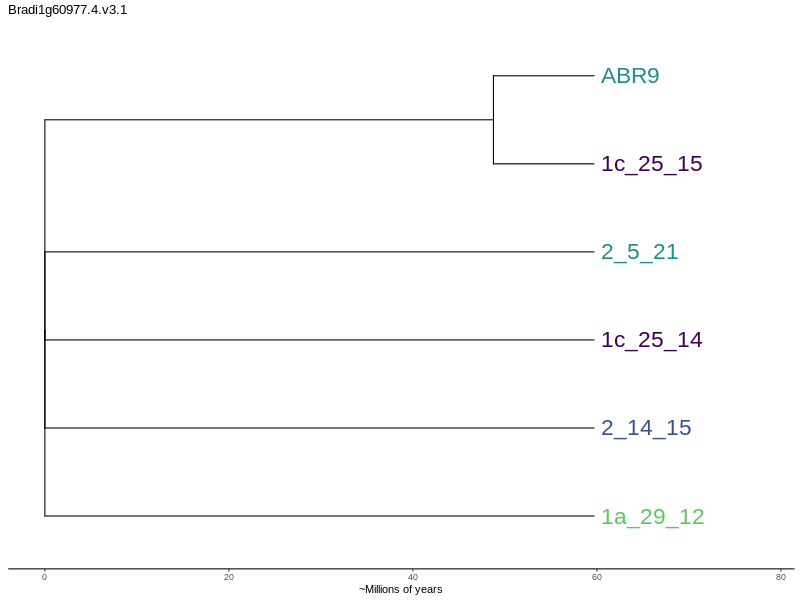 Bradi1g60977.4.v3.1
ABR9
1c_25_15
2_5_21
1c_25_14
2_14_15
1a_29_12
0 20 40 60 80
~Millions of years